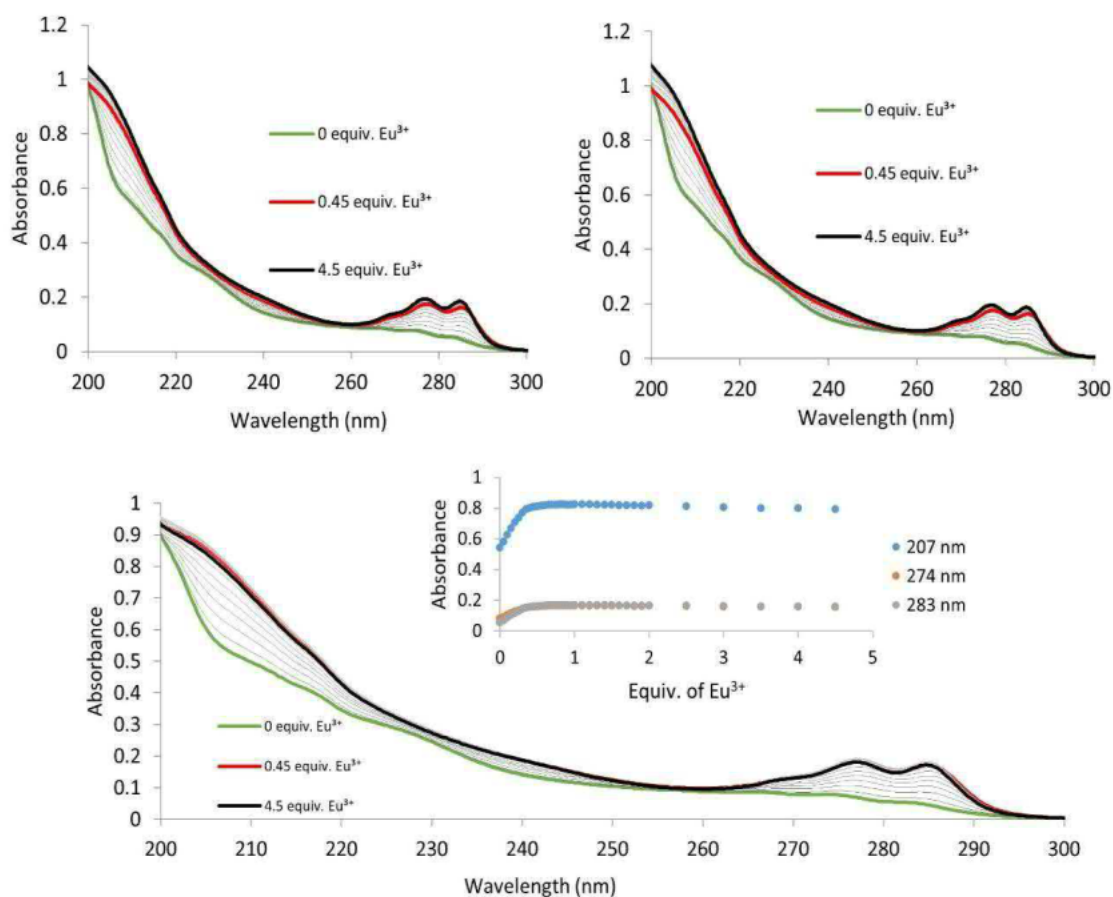 1.2
1
0.8
0.6
0.4
0.2
0
Absorbance
0 equiv. Eu³⁺
0.45 equiv. Eu³⁺
4.5 equiv. Eu³⁺
200 220 240 260 280 300
Wavelength (nm)
1.2
1
0.8
0.6
0.4
0.2
0
Absorbance
0 equiv. Eu³⁺
0.45 equiv. Eu³⁺
4.5 equiv. Eu³⁺
200 220 240 260 280 300
Wavelength (nm)
1
0.9
0.8
0.7
0.6
0.5
0.4
0.3
0.2
0.1
0
Absorbance
0 equiv. Eu³⁺
0.45 equiv. Eu³⁺
4.5 equiv. Eu³⁺
200 210 220 230 240 250 260 270 280 290 300
Wavelength (nm)
1
0.8
0.6
0.4
0.2
0
Absorbance
0 1 2 3 4 5
Equiv. of Eu³⁺
207 nm
274 nm
283 nm